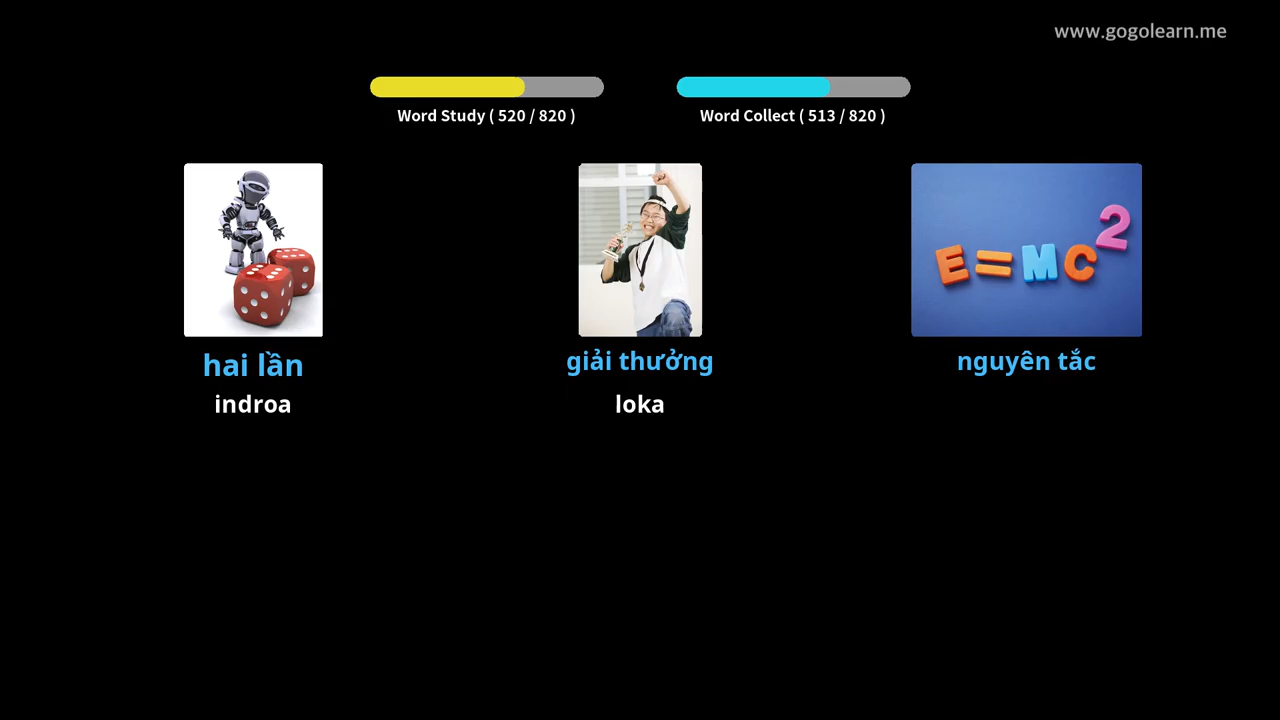 www.gogolearn.me
Word Study ( 520 / 820 )
Word Collect ( 513 / 820 )
E=MC2
hai lần
giải thưởng
nguyên tắc
indroa
loka